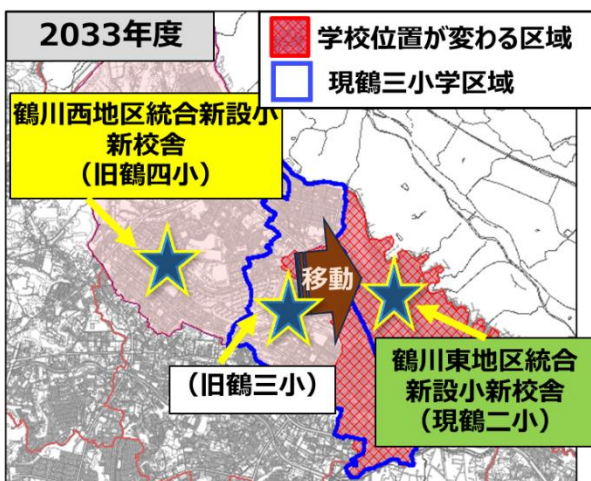 2033年度
学校位置が変わる区域
現鶴三小学区域
鶴川西地区統合新設小
新校舎
（旧鶴四小）
移動
（旧鶴三小）
鶴川東地区統合
新設小新校舎
（現鶴二小）